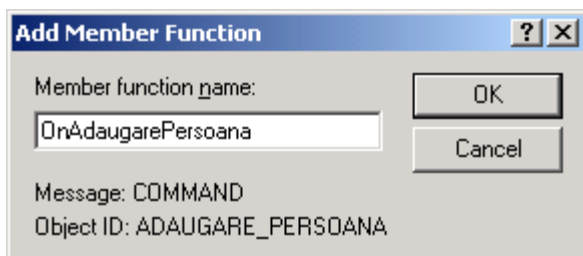 Add Member Function
Member function name:
OnAdaugarePersoana
OK
Cancel
Message: COMMAND
Object ID: ADAUGARE_PERSOANA